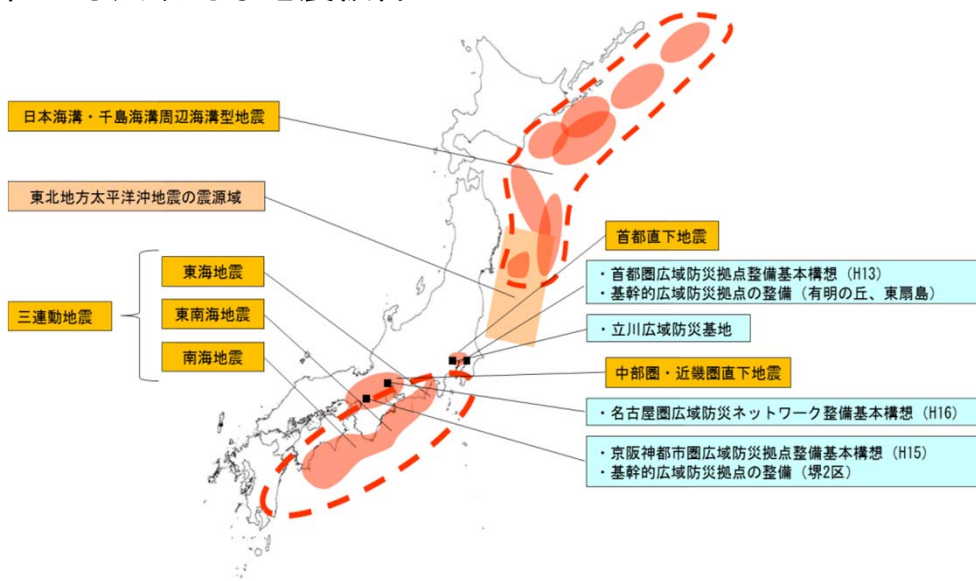 日本海溝・千島海溝周辺海溝型地震
東北地方太平洋沖地震の震源域
三連動地震
東海地震
東南海地震
南海地震
首都直下地震
・首都圏広域防災拠点整備基本構想（H13）
・基幹的広域防災拠点の整備（有明の丘、東扇島）
・立川広域防災基地
中部圏・近畿圏直下地震
・名古屋圏広域防災ネットワーク整備基本構想（H16）
・京阪神都市圏広域防災拠点整備基本構想（H15）
・基幹的広域防災拠点の整備（堺2区）